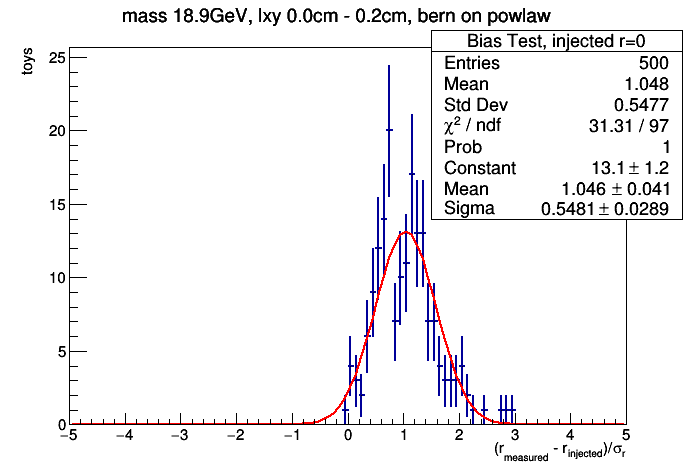 mass 18.9GeV, lxy 0.0cm - 0.2cm, bern on powlaw
Bias Test, injected r=0
Entries 500
Mean 1.048
Std Dev 0.5477
χ² / ndf 31.31 / 97
Prob 1
Constant 13.1 ± 1.2
Mean 1.046 ± 0.041
Sigma 0.5481 ± 0.0289
toys
25
20
15
10
5
0
−5 −4 −3 −2 −1 0 1 2 3 4 5
(r_measured - r_injected)/σ_r